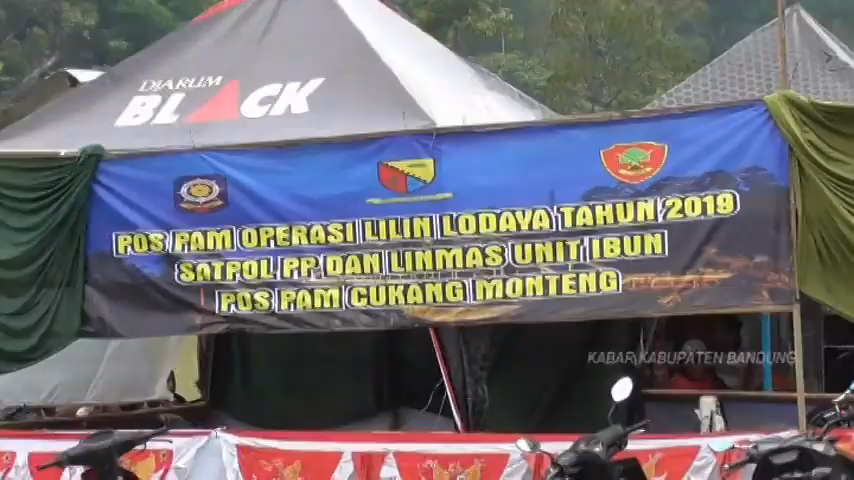 DJARUM
BLACK
POS PAM OPERASI LILIN LODAYA TAHUN 2019
SATPOL PP DAN LINMAS UNIT IBUN
POS PAM CUKANG MONTENG
KABAR KABUPATEN BANDUNG